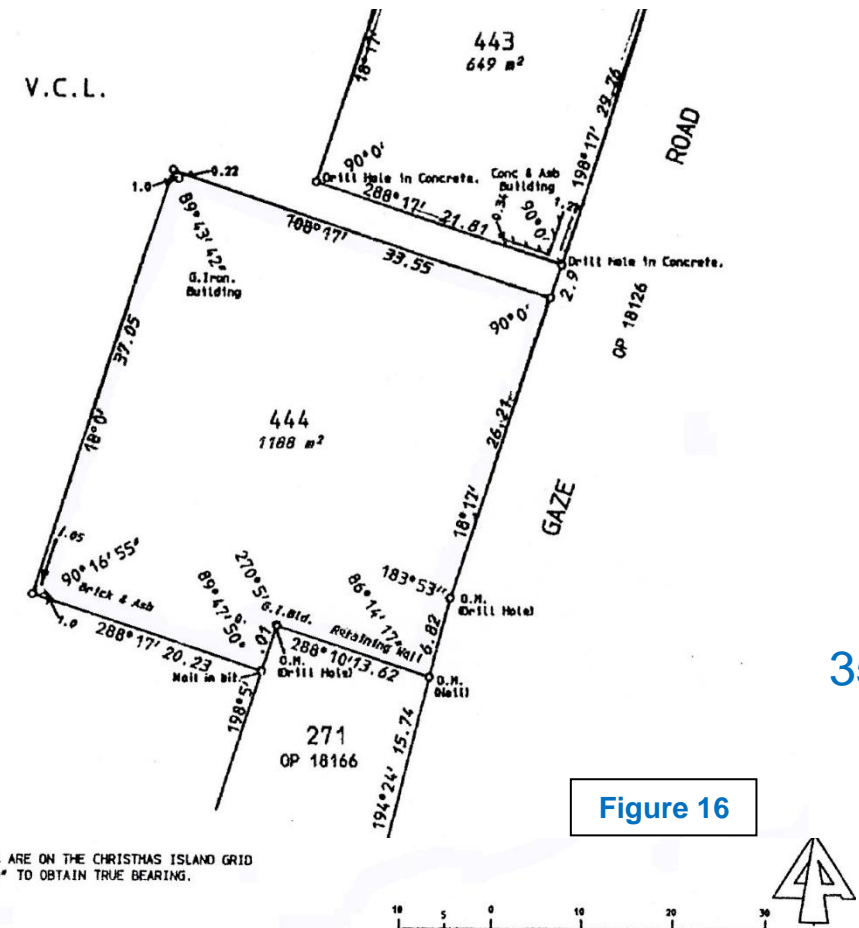 443
649 m²
V.C.L.
18°17'
198°17' 29.76
ROAD
90°0'
Drill Hole in Concrete.
288°17' 21.81
Conc & Asb
Building
0.34
90°0'
Drill Hole in Concrete.
2.9
OP 18126
1.0
0.22
89°43'42"
G.Iron.
Building
108°17'
33.55
90°0'
37.05
18°0'
444
1188 m²
26.21
18°17'
GAZE
1.05
90°16'55"
Brick & Asb
1.0
288°17' 20.23
Nail in bit.
89°47'50"
270°5'
G.I.Bld.
Retaining Wall
86°14'17"
183°53"
O.M.
(Drill Hole)
6.82
.01
O.M.
(Drill Hole)
288°10' 13.62
O.M.
(Nail)
198°5'
271
OP 18166
194°24' 15.74
35
Figure 16
ARE ON THE CHRISTMAS ISLAND GRID
TO OBTAIN TRUE BEARING.
10 5 0 10 20 30